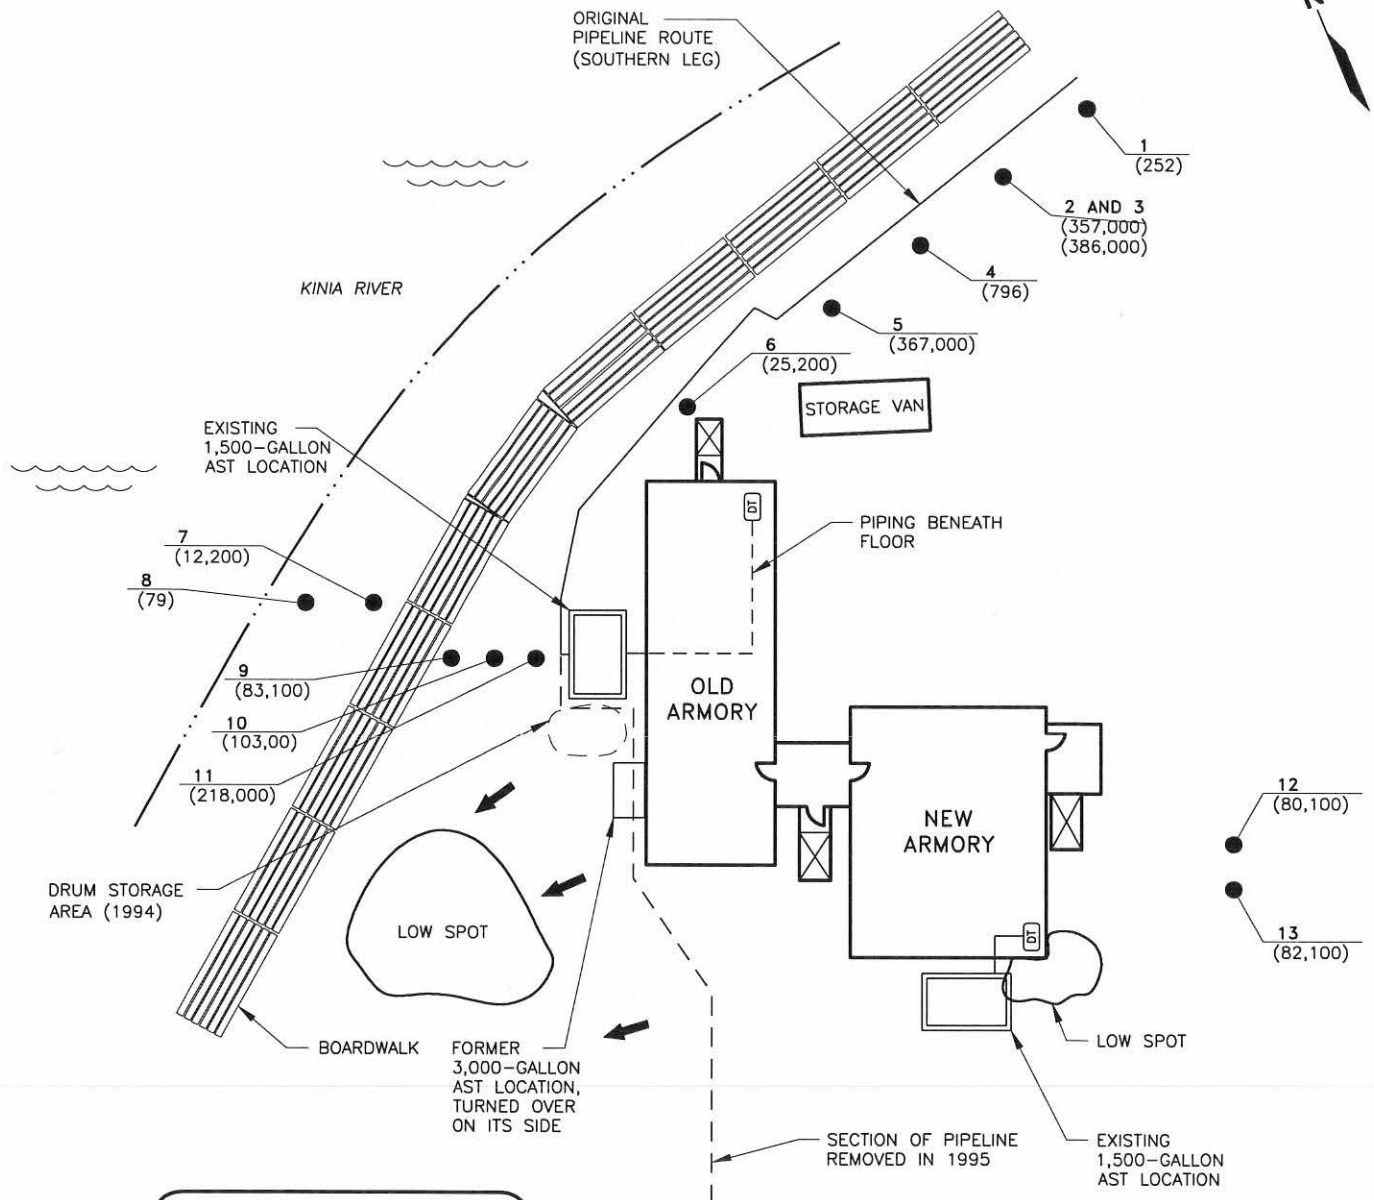 N
ORIGINAL
PIPELINE ROUTE
(SOUTHERN LEG)
1
(252)
2 AND 3
(357,000)
(386,000)
4
(796)
KINIA RIVER
5
(367,000)
6
(25,200)
STORAGE VAN
EXISTING
1,500-GALLON
AST LOCATION
DT
PIPING BENEATH
FLOOR
7
(12,200)
8
(79)
9
(83,100)
10
(103,00)
11
(218,000)
OLD
ARMORY
NEW
ARMORY
12
(80,100)
13
(82,100)
DRUM STORAGE
AREA (1994)
LOW SPOT
DT
BOARDWALK
FORMER
3,000-GALLON
AST LOCATION,
TURNED OVER
ON ITS SIDE
LOW SPOT
SECTION OF PIPELINE
REMOVED IN 1995
EXISTING
1,500-GALLON
AST LOCATION